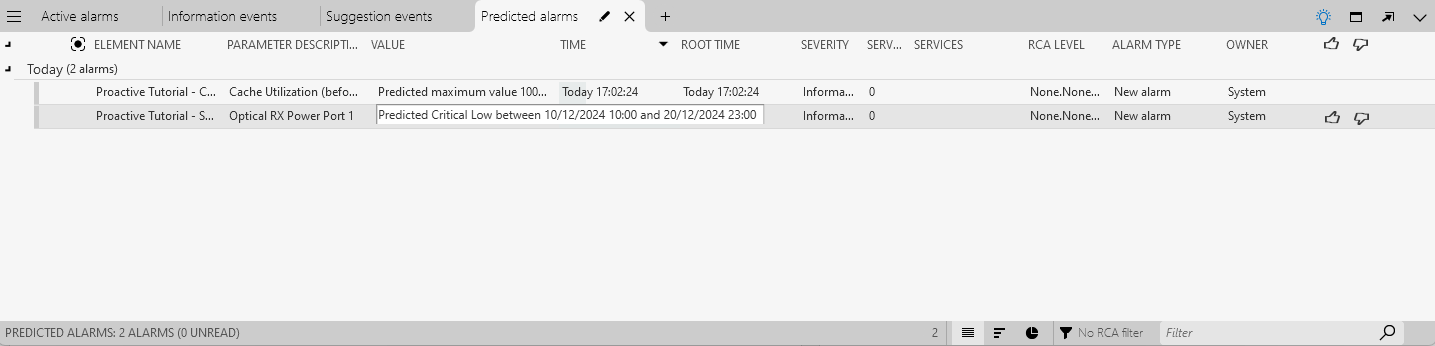 Active alarms Information events Suggestion events Predicted alarms
ELEMENT NAME PARAMETER DESCRIPTI... VALUE TIME ROOT TIME SEVERITY SERV... SERVICES RCA LEVEL ALARM TYPE OWNER
Today (2 alarms)
Proactive Tutorial - C... Cache Utilization (befo... Predicted maximum value 100... Today 17:02:24 Today 17:02:24 Informa... 0 None.None... New alarm System
Proactive Tutorial - S... Optical RX Power Port 1 Predicted Critical Low between 10/12/2024 10:00 and 20/12/2024 23:00 Informa... 0 None.None... New alarm System
PREDICTED ALARMS: 2 ALARMS (0 UNREAD) 2 No RCA filter Filter